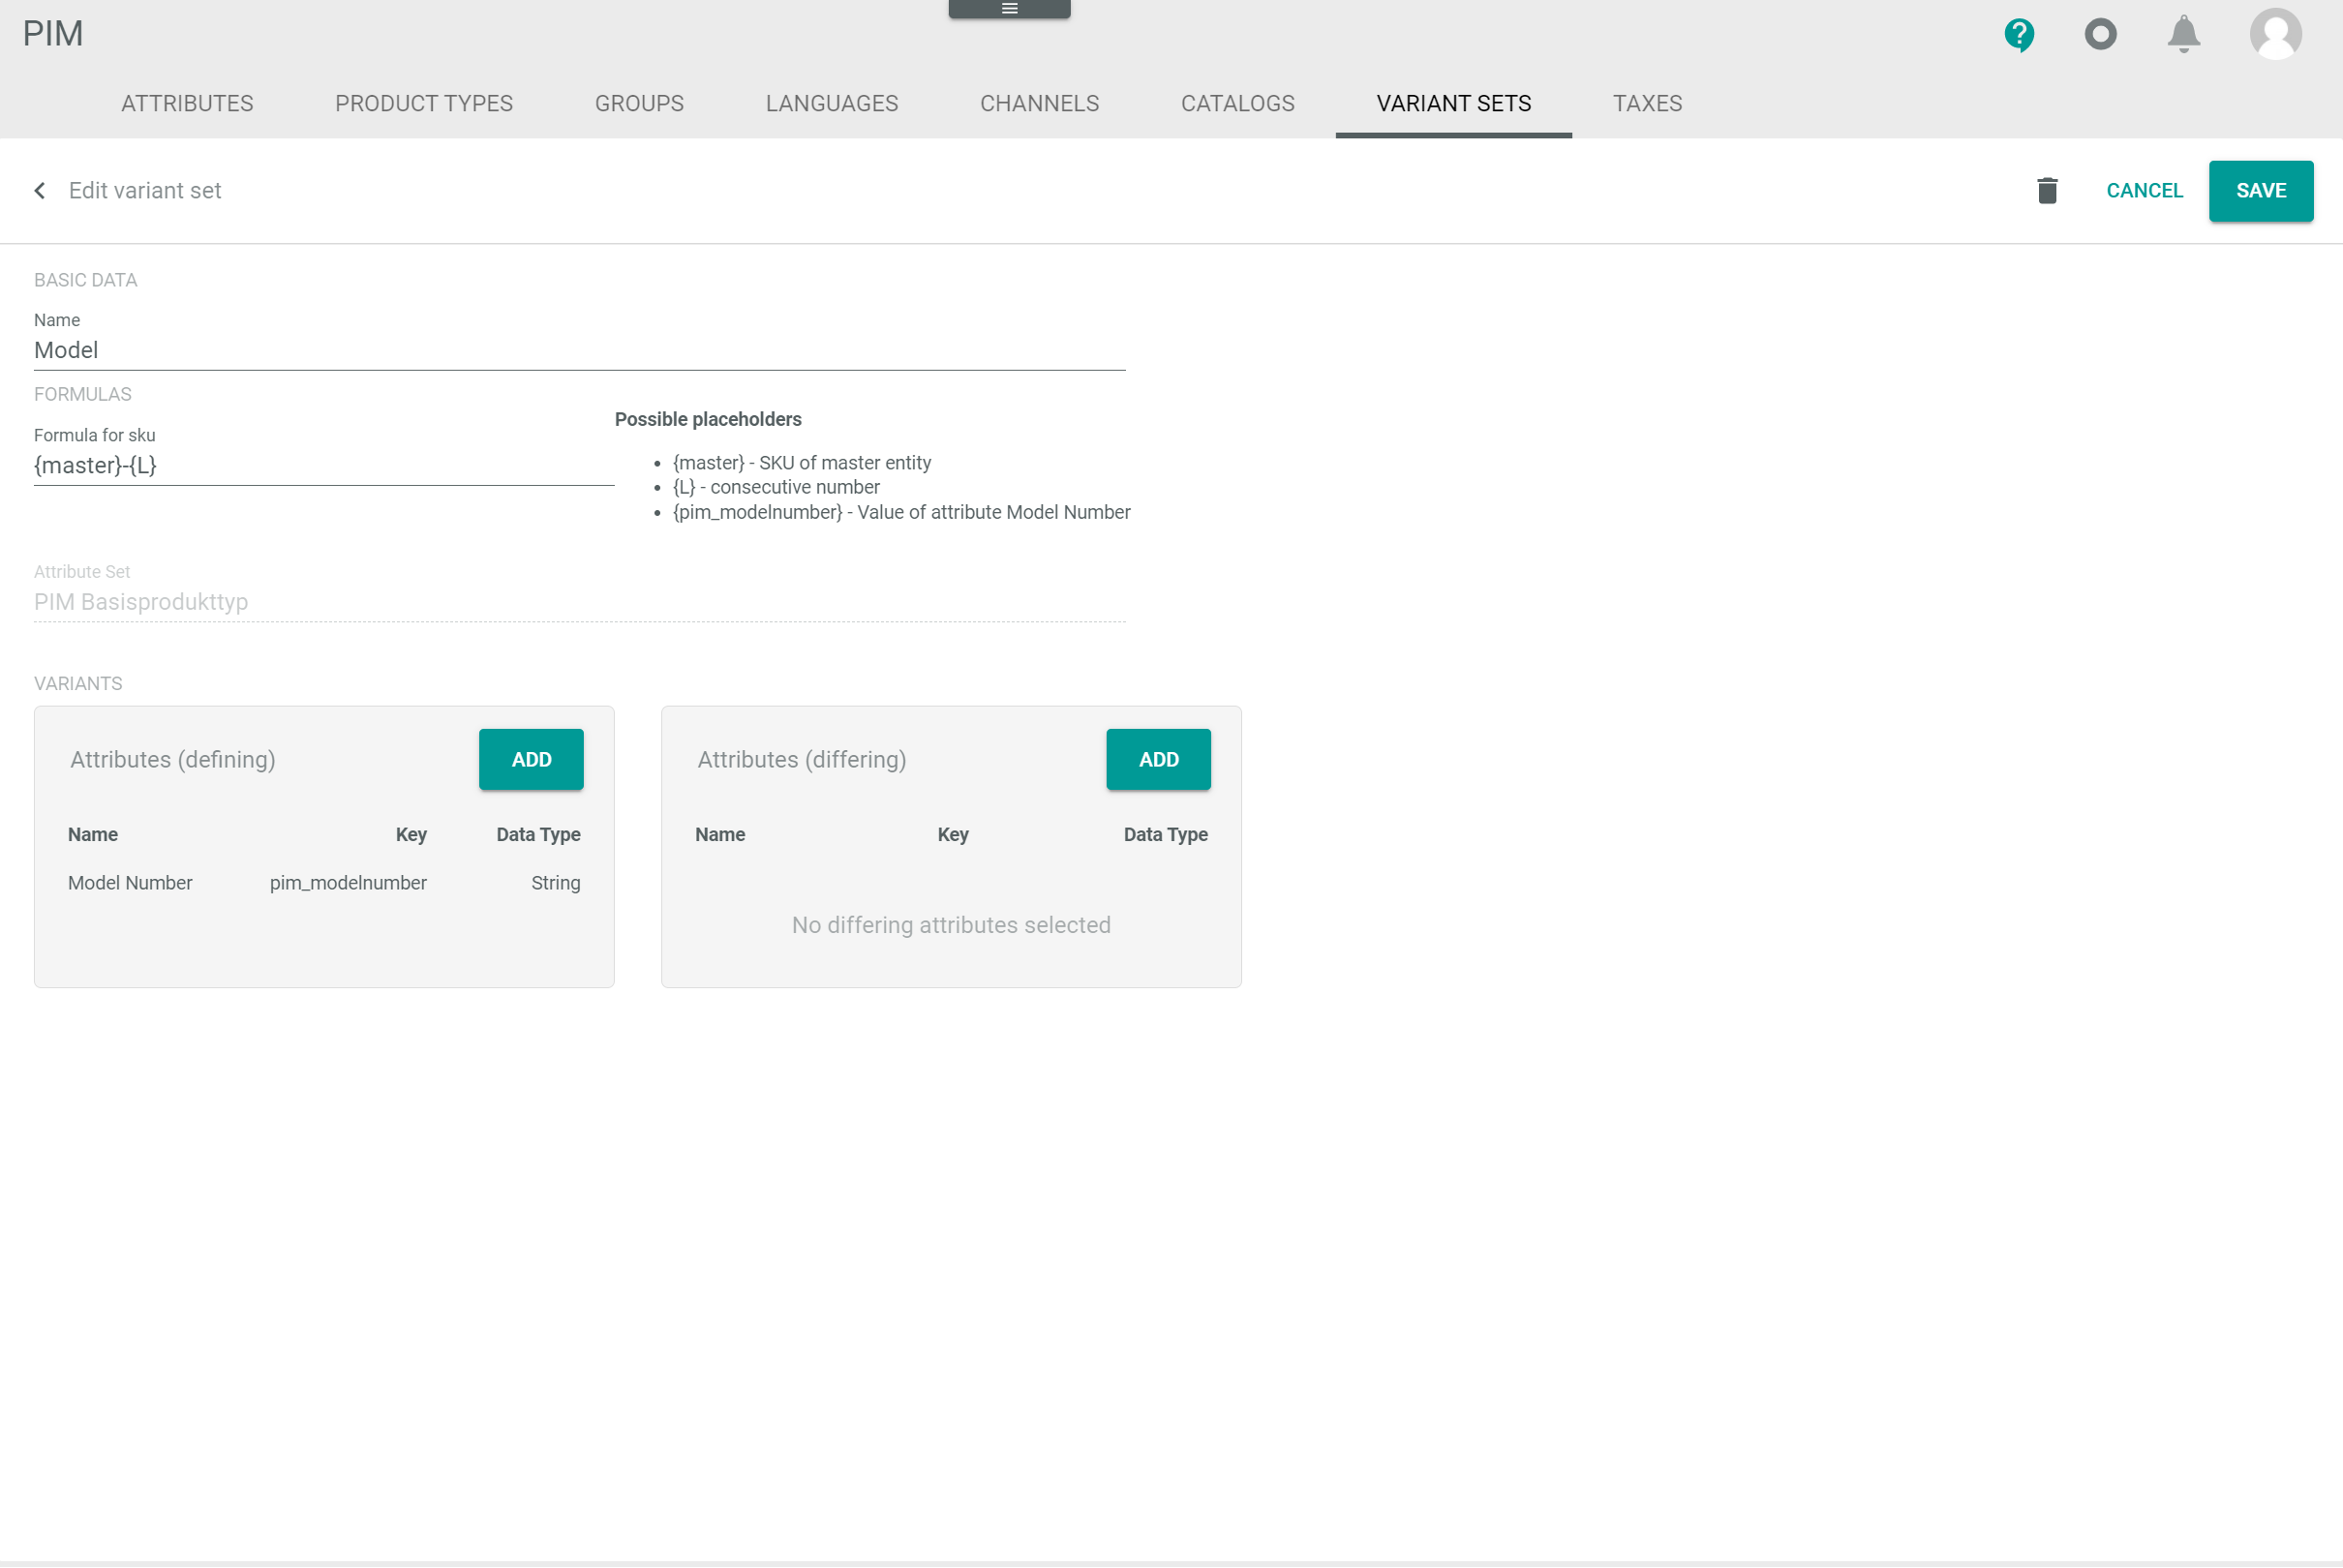 PIM
ATTRIBUTES PRODUCT TYPES GROUPS LANGUAGES CHANNELS CATALOGS VARIANT SETS TAXES
Edit variant set
CANCEL SAVE
BASIC DATA
Name
Model
FORMULAS
Formula for sku
{master}-{L}
Possible placeholders
• {master} - SKU of master entity
• {L} - consecutive number
• {pim_modelnumber} - Value of attribute Model Number
Attribute Set
PIM Basisprodukttyp
VARIANTS
Attributes (defining) ADD
Name Key Data Type
Model Number pim_modelnumber String
Attributes (differing) ADD
Name Key Data Type
No differing attributes selected